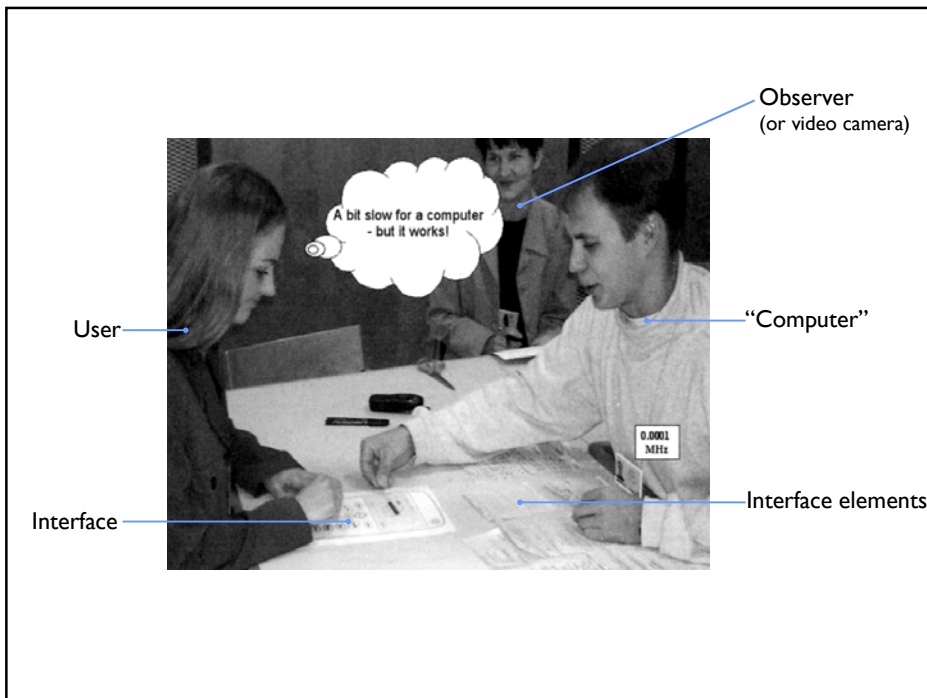 Observer
(or video camera)
A bit slow for a computer
- but it works!
User
“Computer”
0.0001
MHz
Interface
Interface elements